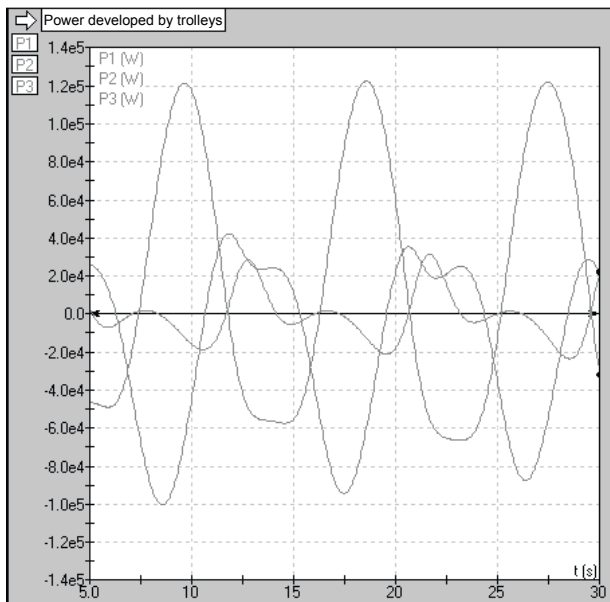 Power developed by trolleys
P1
P2
P3
P1 (W)
P2 (W)
P3 (W)
1.4e5
1.2e5
1.0e5
8.0e4
6.0e4
4.0e4
2.0e4
0.0
-2.0e4
-4.0e4
-6.0e4
-8.0e4
-1.0e5
-1.2e5
-1.4e5
t (s)
5.0 10 15 20 25 30